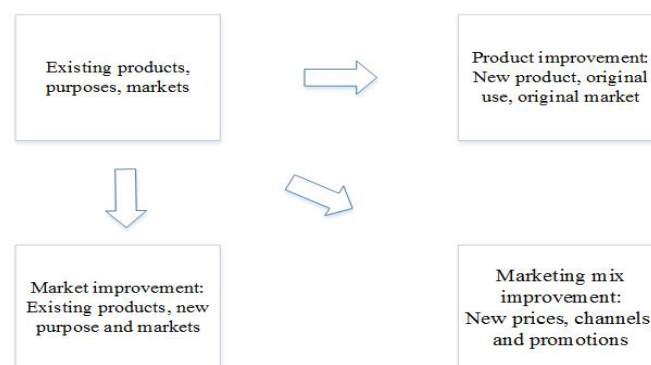 Existing products,
purposes, markets
Product improvement:
New product, original
use, original market
Market improvement:
Existing products, new
purpose and markets
Marketing mix
improvement:
New prices, channels
and promotions